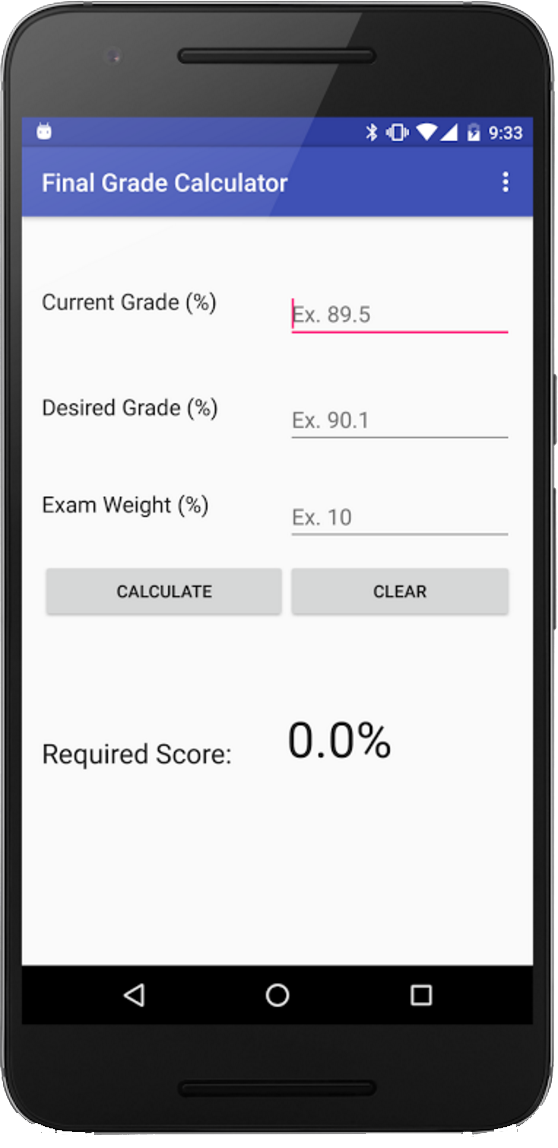 9:33
Final Grade Calculator
Current Grade (%)
Ex. 89.5
Desired Grade (%)
Ex. 90.1
Exam Weight (%)
Ex. 10
CALCULATE CLEAR
Required Score: 0.0%